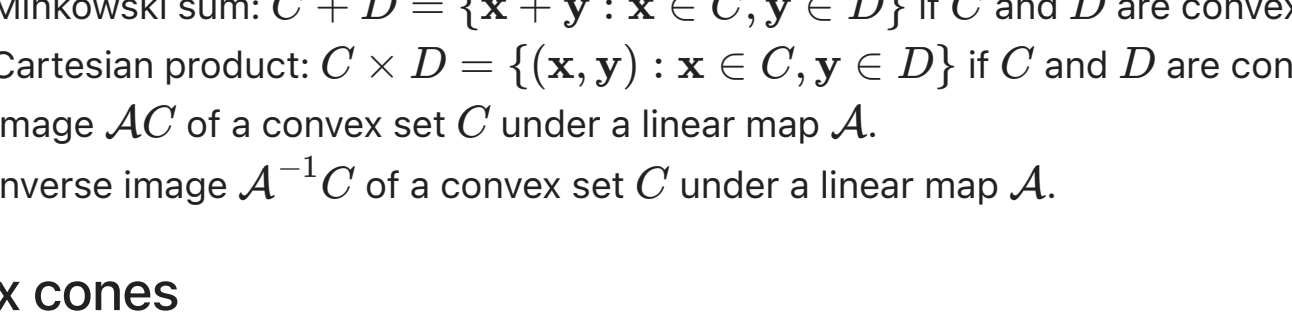 Minkowski sum: C + D = {x + y : x ∈ C, y ∈ D} if C and D are convex
Cartesian product: C × D = {(x, y) : x ∈ C, y ∈ D} if C and D are con
mage 𝒜C of a convex set C under a linear map 𝒜.
nverse image 𝒜⁻¹C of a convex set C under a linear map 𝒜.
x cones